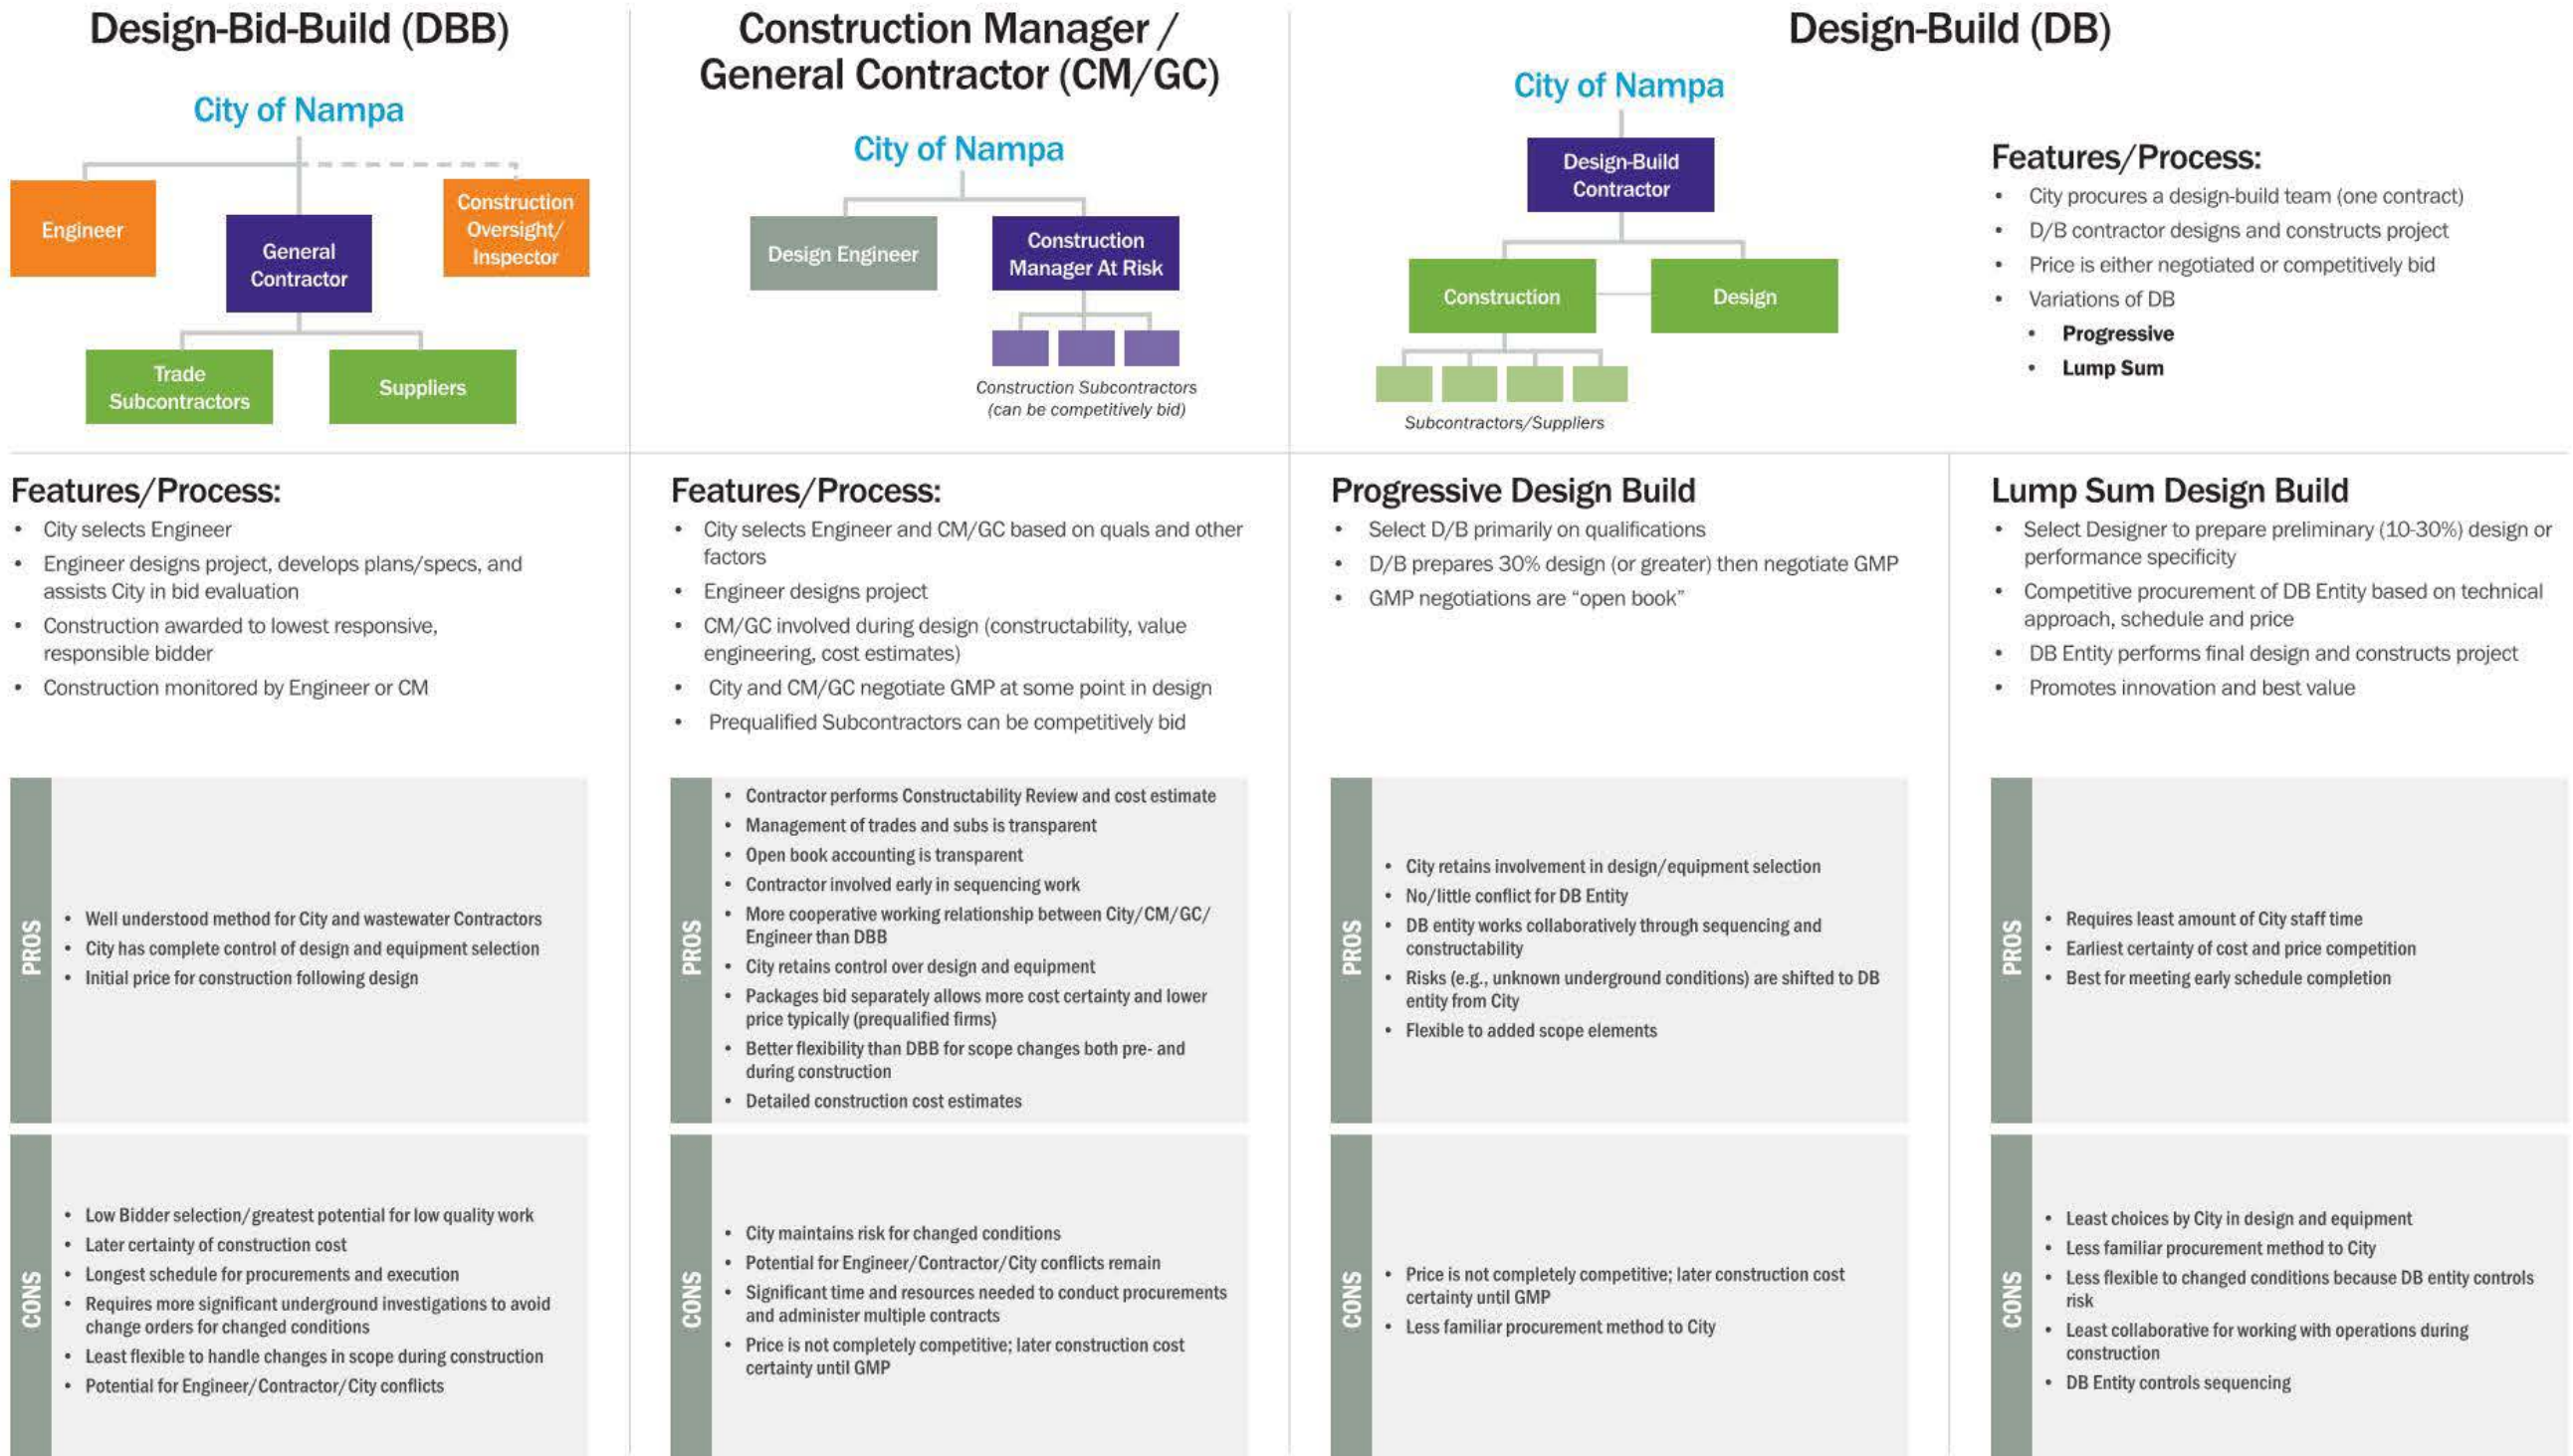 Design-Bid-Build (DBB)
City of Nampa
Engineer
Construction
Oversight/
Inspector
General
Contractor
Trade
Subcontractors
Suppliers
Construction Manager /
General Contractor (CM/GC)
City of Nampa
Design Engineer
Construction
Manager At Risk
Construction Subcontractors
(can be competitively bid)
Design-Build (DB)
City of Nampa
Design-Build
Contractor
Construction
Design
Subcontractors/Suppliers
Features/Process:
• City procures a design-build team (one contract)
• D/B contractor designs and constructs project
• Price is either negotiated or competitively bid
• Variations of DB
• Progressive
• Lump Sum
Features/Process:
• City selects Engineer
• Engineer designs project, develops plans/specs, and
assists City in bid evaluation
• Construction awarded to lowest responsive,
responsible bidder
• Construction monitored by Engineer or CM
PROS
• Well understood method for City and wastewater Contractors
• City has complete control of design and equipment selection
• Initial price for construction following design
CONS
• Low Bidder selection/greatest potential for low quality work
• Later certainty of construction cost
• Longest schedule for procurements and execution
• Requires more significant underground investigations to avoid
change orders for changed conditions
• Least flexible to handle changes in scope during construction
• Potential for Engineer/Contractor/City conflicts
Features/Process:
• City selects Engineer and CM/GC based on quals and other
factors
• Engineer designs project
• CM/GC involved during design (constructability, value
engineering, cost estimates)
• City and CM/GC negotiate GMP at some point in design
• Prequalified Subcontractors can be competitively bid
PROS
• Contractor performs Constructability Review and cost estimate
• Management of trades and subs is transparent
• Open book accounting is transparent
• Contractor involved early in sequencing work
• More cooperative working relationship between City/CM/GC/
Engineer than DBB
• City retains control over design and equipment
• Packages bid separately allows more cost certainty and lower
price typically (prequalified firms)
• Better flexibility than DBB for scope changes both pre- and
during construction
• Detailed construction cost estimates
CONS
• City maintains risk for changed conditions
• Potential for Engineer/Contractor/City conflicts remain
• Significant time and resources needed to conduct procurements
and administer multiple contracts
• Price is not completely competitive; later construction cost
certainty until GMP
Progressive Design Build
• Select D/B primarily on qualifications
• D/B prepares 30% design (or greater) then negotiate GMP
• GMP negotiations are “open book”
PROS
• City retains involvement in design/equipment selection
• No/little conflict for DB Entity
• DB entity works collaboratively through sequencing and
constructability
• Risks (e.g., unknown underground conditions) are shifted to DB
entity from City
• Flexible to added scope elements
CONS
• Price is not completely competitive; later construction cost
certainty until GMP
• Less familiar procurement method to City
Lump Sum Design Build
• Select Designer to prepare preliminary (10-30%) design or
performance specificity
• Competitive procurement of DB Entity based on technical
approach, schedule and price
• DB Entity performs final design and constructs project
• Promotes innovation and best value
PROS
• Requires least amount of City staff time
• Earliest certainty of cost and price competition
• Best for meeting early schedule completion
CONS
• Least choices by City in design and equipment
• Less familiar procurement method to City
• Less flexible to changed conditions because DB entity controls
risk
• Least collaborative for working with operations during
construction
• DB Entity controls sequencing